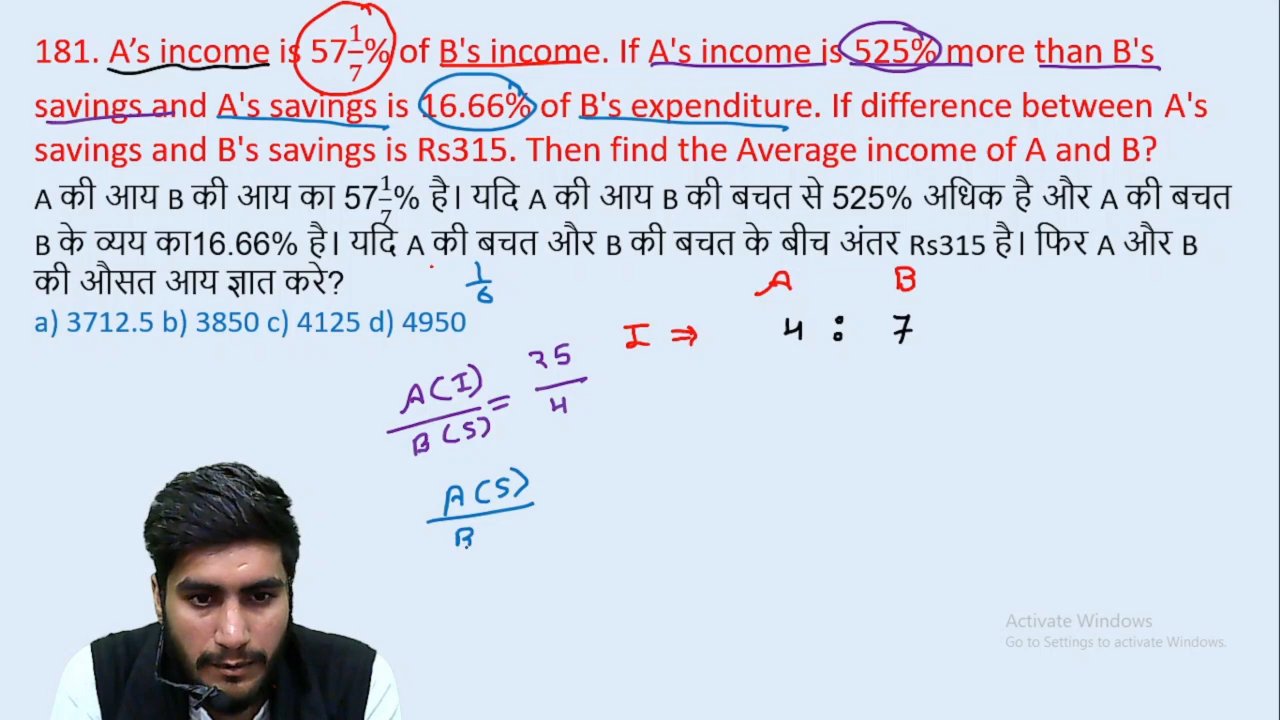 181. A's income is 57 1/7% of B's income. If A's income is 525% more than B's
savings and A's savings is 16.66% of B's expenditure. If difference between A's
savings and B's savings is Rs315. Then find the Average income of A and B?
A की आय B की आय का 57 1/7% है। यदि A की आय B की बचत से 525% अधिक है और A की बचत
B के व्यय का16.66% है। यदि A की बचत और B की बचत के बीच अंतर Rs315 है। फिर A और B
की औसत आय ज्ञात करे?
a) 3712.5 b) 3850 c) 4125 d) 4950
1/6
A B
I ⇒ 4 : 7
A(I)/B(S) = 25/4
A(S)/B
Activate Windows
Go to Settings to activate Windows.